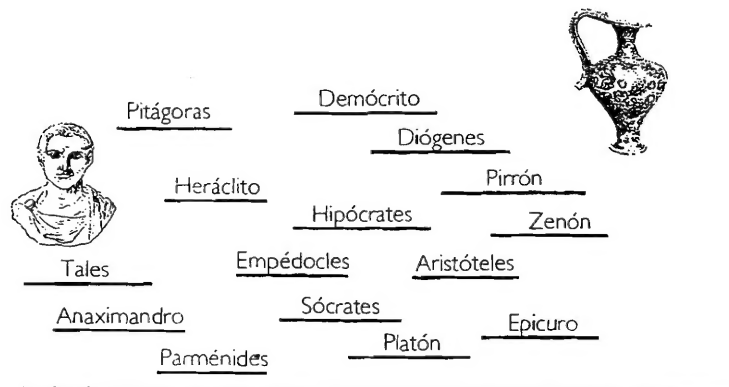 Demócrito
Pitágoras
Diógenes
Pirrón
Heráclito
Hipócrates
Zenón
Empédocles
Aristóteles
Tales
Sócrates
Anaximandro
Epicuro
Platón
Parménides